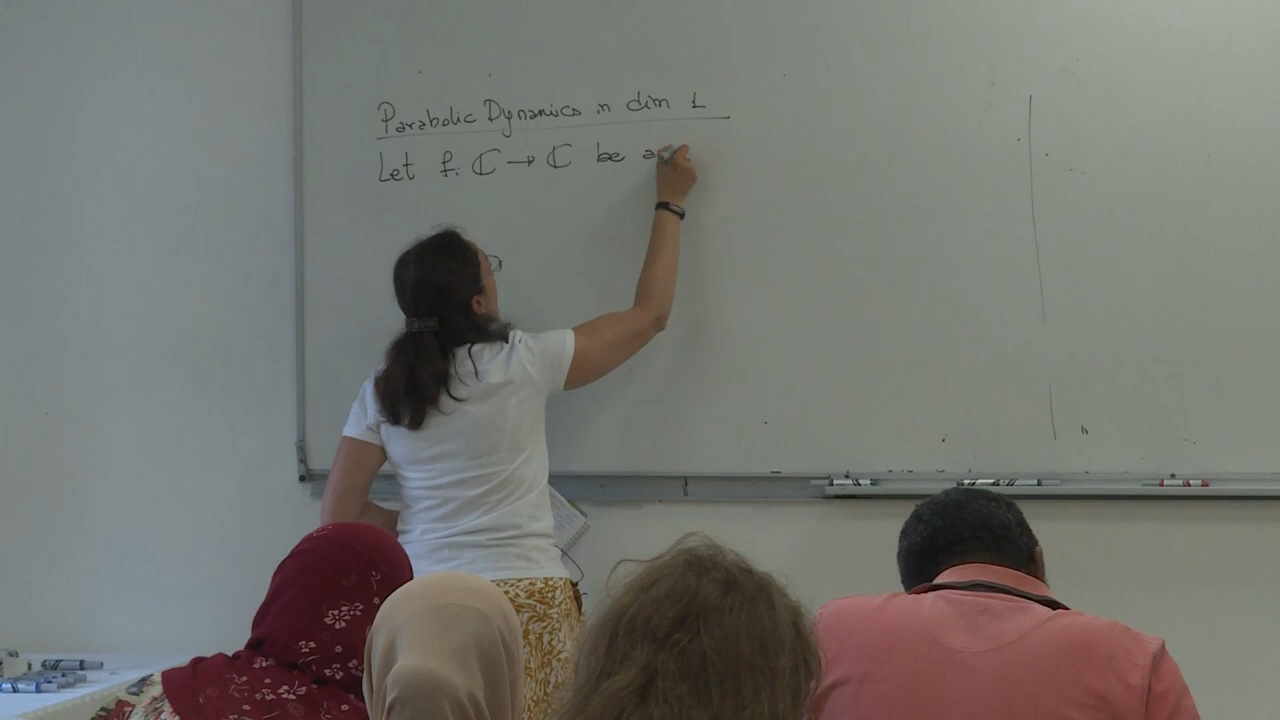 Parabolic Dynamics in dim 1
Let f: ℂ → ℂ be a